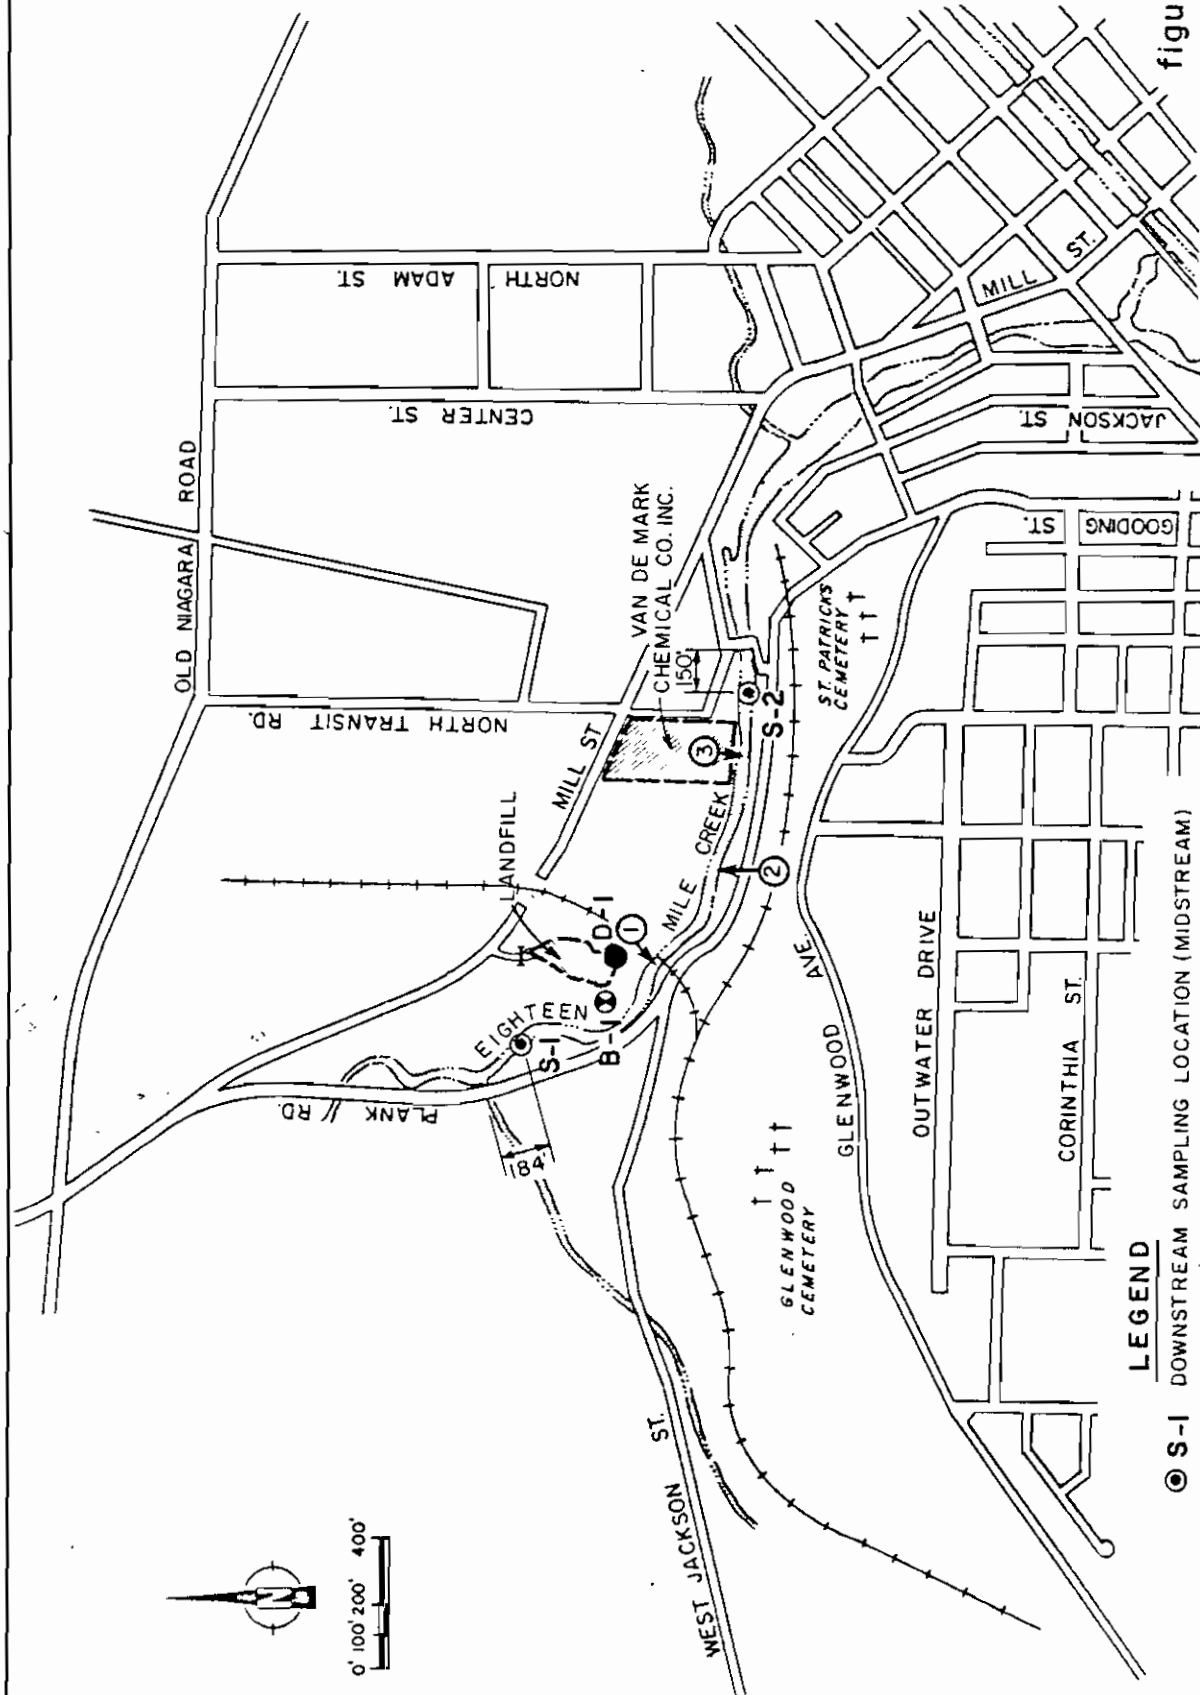 OLD NIAGARA ROAD
NORTH
ADAM ST.
CENTER ST.
NORTH TRANSIT
RD.
VAN DE MARK
CHEMICAL CO. INC.
MILL ST
LANDFILL
150'
3
S-2
2
D-1
1
EIGHTEEN MILE CREEK
B-1
S-1
184'
PLANK
RD.
MILL
ST.
JACKSON ST.
GOODING
ST.
ST. PATRICKS
CEMETERY
GLENWOOD AVE.
GLENWOOD
CEMETERY
OUTWATER DRIVE
CORINTHIA ST.
WEST JACKSON ST.
0' 100' 200' 400'
LEGEND
S-1 DOWNSTREAM SAMPLING LOCATION (MIDSTREAM)
figu